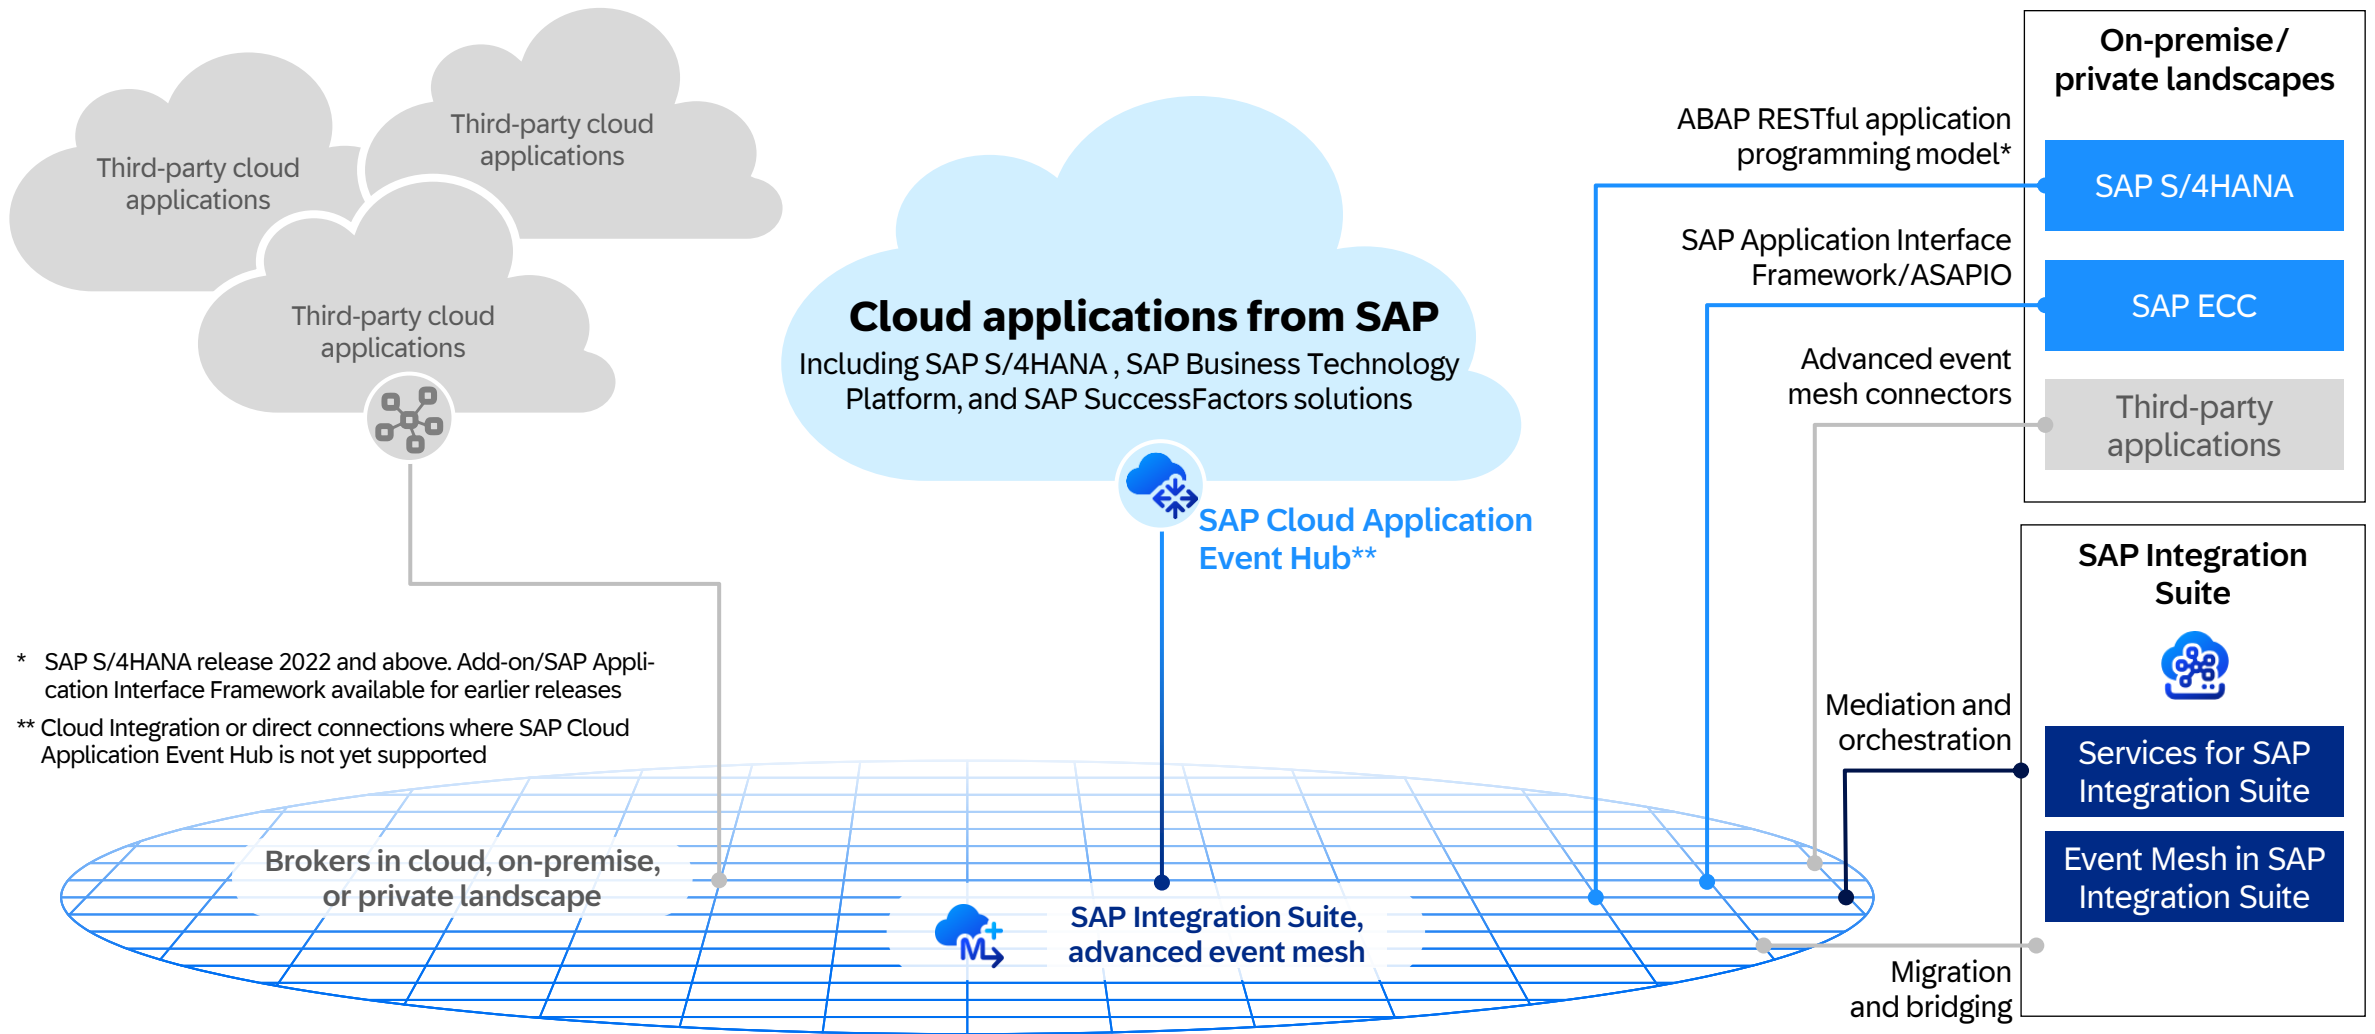 Third-party cloud
applications
Third-party cloud
applications
Third-party cloud
applications
Cloud applications from SAP
Including SAP S/4HANA , SAP Business Technology
Platform, and SAP SuccessFactors solutions
SAP Cloud Application
Event Hub**
ABAP RESTful application
programming model*
SAP Application Interface
Framework/ASAPIO
Advanced event
mesh connectors
On-premise/
private landscapes
SAP S/4HANA
SAP ECC
Third-party
applications
SAP Integration
Suite
Services for SAP
Integration Suite
Event Mesh in SAP
Integration Suite
Mediation and
orchestration
Migration
and bridging
* SAP S/4HANA release 2022 and above. Add-on/SAP Appli-
cation Interface Framework available for earlier releases
** Cloud Integration or direct connections where SAP Cloud
Application Event Hub is not yet supported
Brokers in cloud, on-premise,
or private landscape
M
SAP Integration Suite,
advanced event mesh